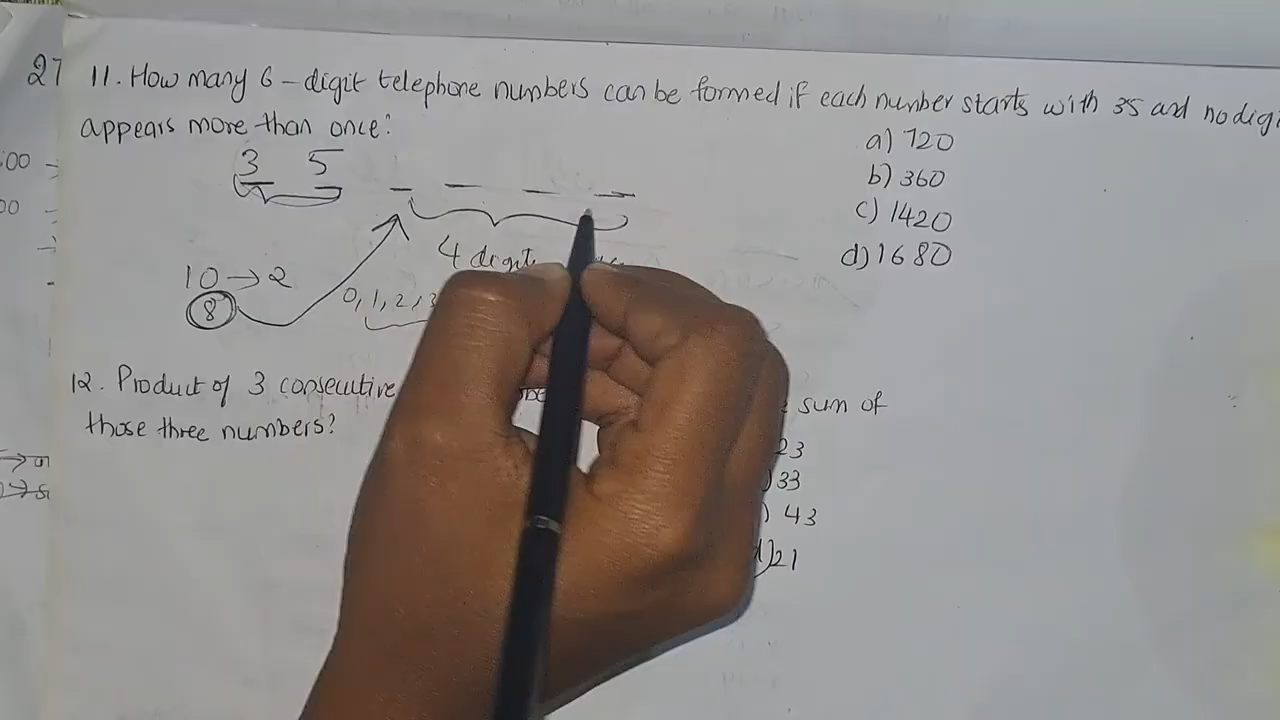 27 11. How many 6-digit telephone numbers can be formed if each number starts with 35 and no digi
appears more than once?
a) 720
b) 360
c) 1420
d) 1680
3 5 _ _ _ _
4 digit
10 → 2
8
0, 1, 2, 3
12. Product of 3 consecutive sum of
those three numbers?
23
33
43
d) 21